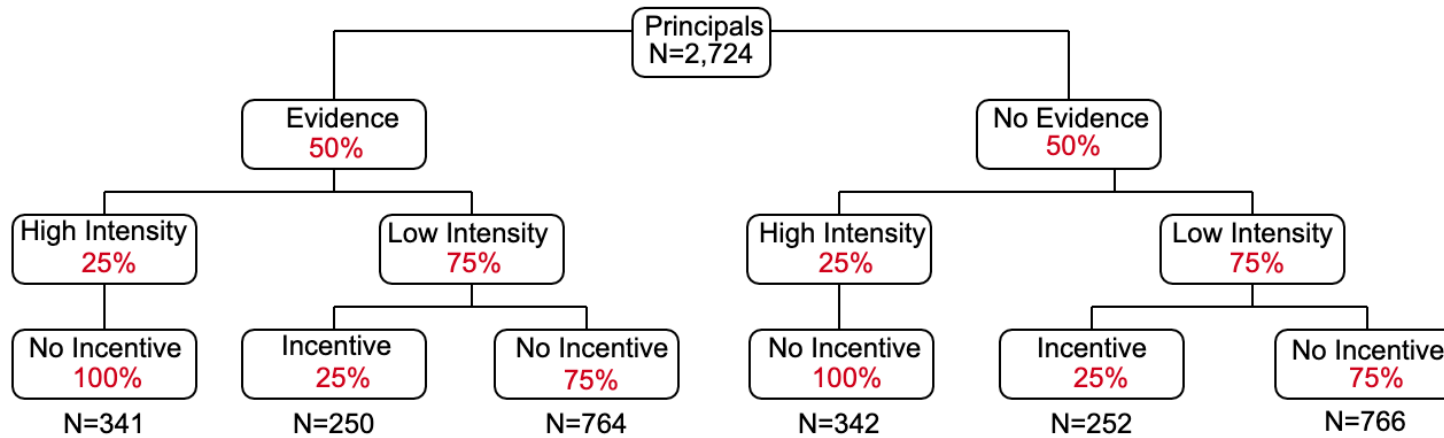 Principals
N=2,724
Evidence
50%
No Evidence
50%
High Intensity
25%
Low Intensity
75%
High Intensity
25%
Low Intensity
75%
No Incentive
100%
Incentive
25%
No Incentive
75%
No Incentive
100%
Incentive
25%
No Incentive
75%
N=341
N=250
N=764
N=342
N=252
N=766